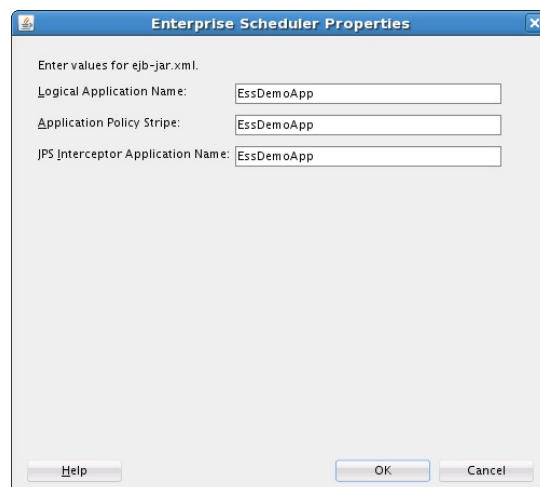 Enterprise Scheduler Properties
Enter values for ejb-jar.xml.
Logical Application Name: EssDemoApp
Application Policy Stripe: EssDemoApp
JPS Interceptor Application Name: EssDemoApp
Help OK Cancel